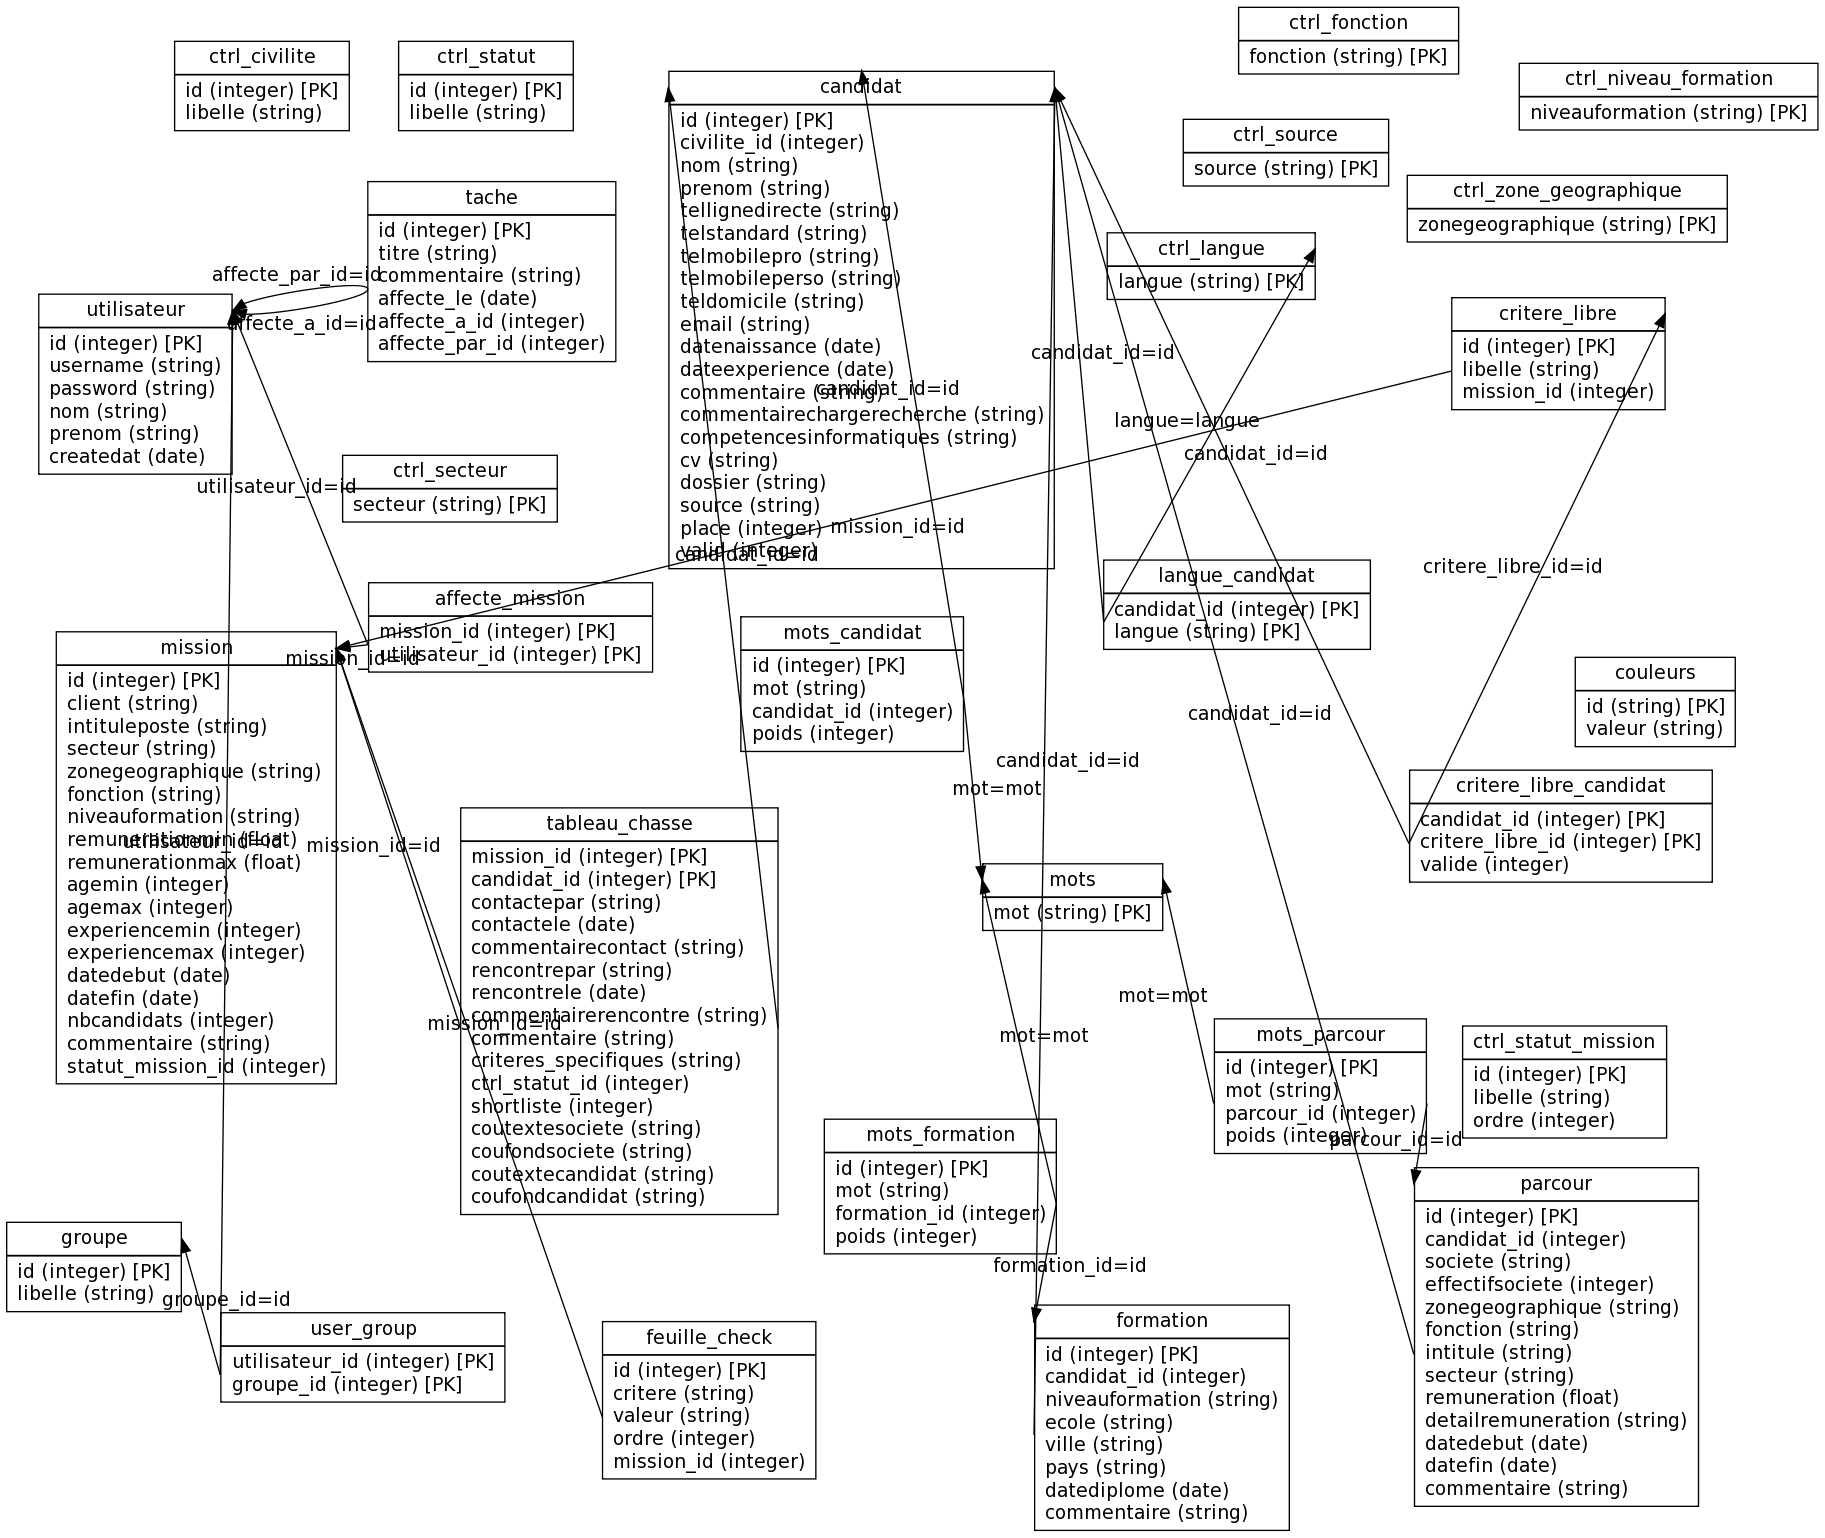 ctrl_fonction
fonction (string) [PK]
ctrl_civilite
id (integer) [PK]
libelle (string)
ctrl_statut
id (integer) [PK]
libelle (string)
ctrl_niveau_formation
niveauformation (string) [PK]
candidat
id (integer) [PK]
civilite_id (integer)
nom (string)
prenom (string)
tellignedirecte (string)
telstandard (string)
telmobilepro (string)
telmobileperso (string)
teldomicile (string)
email (string)
datenaissance (date)
dateexperience (date)
commentaire (string)
commentairechargerecherche (string)
competencesinformatiques (string)
cv (string)
dossier (string)
source (string)
place (integer)
valid (integer)
ctrl_source
source (string) [PK]
ctrl_zone_geographique
zonegeographique (string) [PK]
tache
id (integer) [PK]
titre (string)
commentaire (string)
affecte_le (date)
affecte_a_id (integer)
affecte_par_id (integer)
ctrl_langue
langue (string) [PK]
affecte_par_id=id
affecte_a_id=id
utilisateur
id (integer) [PK]
username (string)
password (string)
nom (string)
prenom (string)
createdat (date)
critere_libre
id (integer) [PK]
libelle (string)
mission_id (integer)
candidat_id=id
candidat_id=id
langue=langue
candidat_id=id
ctrl_secteur
secteur (string) [PK]
utilisateur_id=id
mission_id=id
candidat_id=id
critere_libre_id=id
langue_candidat
candidat_id (integer) [PK]
langue (string) [PK]
affecte_mission
mission_id (integer) [PK]
utilisateur_id (integer) [PK]
mission_id=id
mission
id (integer) [PK]
client (string)
intituleposte (string)
secteur (string)
zonegeographique (string)
fonction (string)
niveauformation (string)
remunerationmin (float)
remunerationmax (float)
agemin (integer)
agemax (integer)
experiencemin (integer)
experiencemax (integer)
datedebut (date)
datefin (date)
nbcandidats (integer)
commentaire (string)
statut_mission_id (integer)
mots_candidat
id (integer) [PK]
mot (string)
candidat_id (integer)
poids (integer)
couleurs
id (string) [PK]
valeur (string)
candidat_id=id
candidat_id=id
mot=mot
critere_libre_candidat
candidat_id (integer) [PK]
critere_libre_id (integer) [PK]
valide (integer)
utilisateur_id=id
mission_id=id
tableau_chasse
mission_id (integer) [PK]
candidat_id (integer) [PK]
contactepar (string)
contactele (date)
commentairecontact (string)
rencontrepar (string)
rencontrele (date)
commentairerencontre (string)
commentaire (string)
criteres_specifiques (string)
ctrl_statut_id (integer)
shortliste (integer)
coutextesociete (string)
coufondsociete (string)
coutextecandidat (string)
coufondcandidat (string)
mission_id=id
mots
mot (string) [PK]
mot=mot
mot=mot
mots_parcour
id (integer) [PK]
mot (string)
parcour_id (integer)
poids (integer)
parcour_id=id
ctrl_statut_mission
id (integer) [PK]
libelle (string)
ordre (integer)
mots_formation
id (integer) [PK]
mot (string)
formation_id (integer)
poids (integer)
formation_id=id
parcour
id (integer) [PK]
candidat_id (integer)
societe (string)
effectifsociete (integer)
zonegeographique (string)
fonction (string)
intitule (string)
secteur (string)
remuneration (float)
detailremuneration (string)
datedebut (date)
datefin (date)
commentaire (string)
groupe
id (integer) [PK]
libelle (string)
groupe_id=id
user_group
utilisateur_id (integer) [PK]
groupe_id (integer) [PK]
feuille_check
id (integer) [PK]
critere (string)
valeur (string)
ordre (integer)
mission_id (integer)
formation
id (integer) [PK]
candidat_id (integer)
niveauformation (string)
ecole (string)
ville (string)
pays (string)
datediplome (date)
commentaire (string)